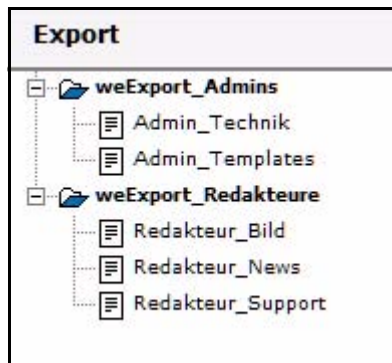 Export
weExport_Admins
Admin_Technik
Admin_Templates
weExport_Redakteure
Redakteur_Bild
Redakteur_News
Redakteur_Support